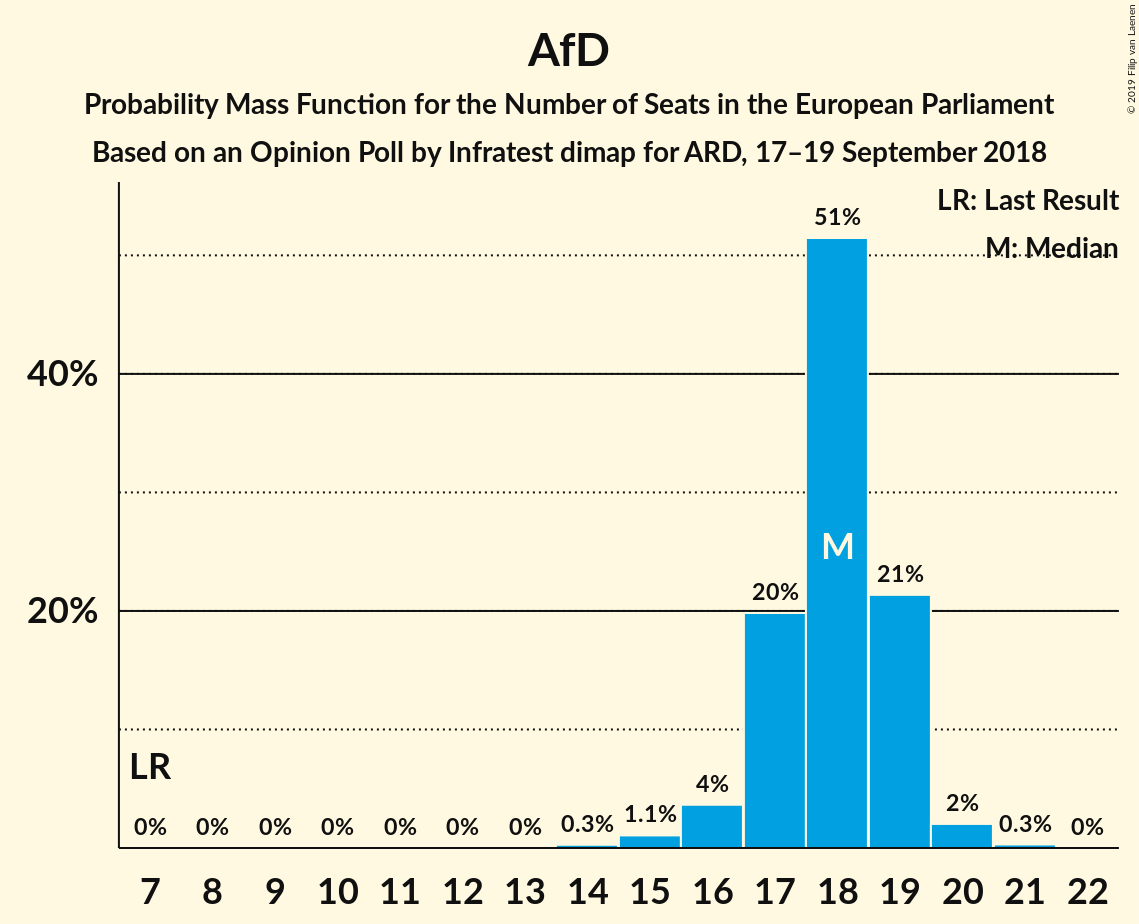 AfD
Probability Mass Function for the Number of Seats in the European Parliament
Based on an Opinion Poll by Infratest dimap for ARD, 17–19 September 2018
© 2019 Filip van Laenen
LR: Last Result
M: Median
51%
40%
M
21%
20%
20%
LR
4%
2%
1.1%
0% 0% 0% 0% 0% 0% 0% 0.3% 0.3% 0%
7 8 9 10 11 12 13 14 15 16 17 18 19 20 21 22